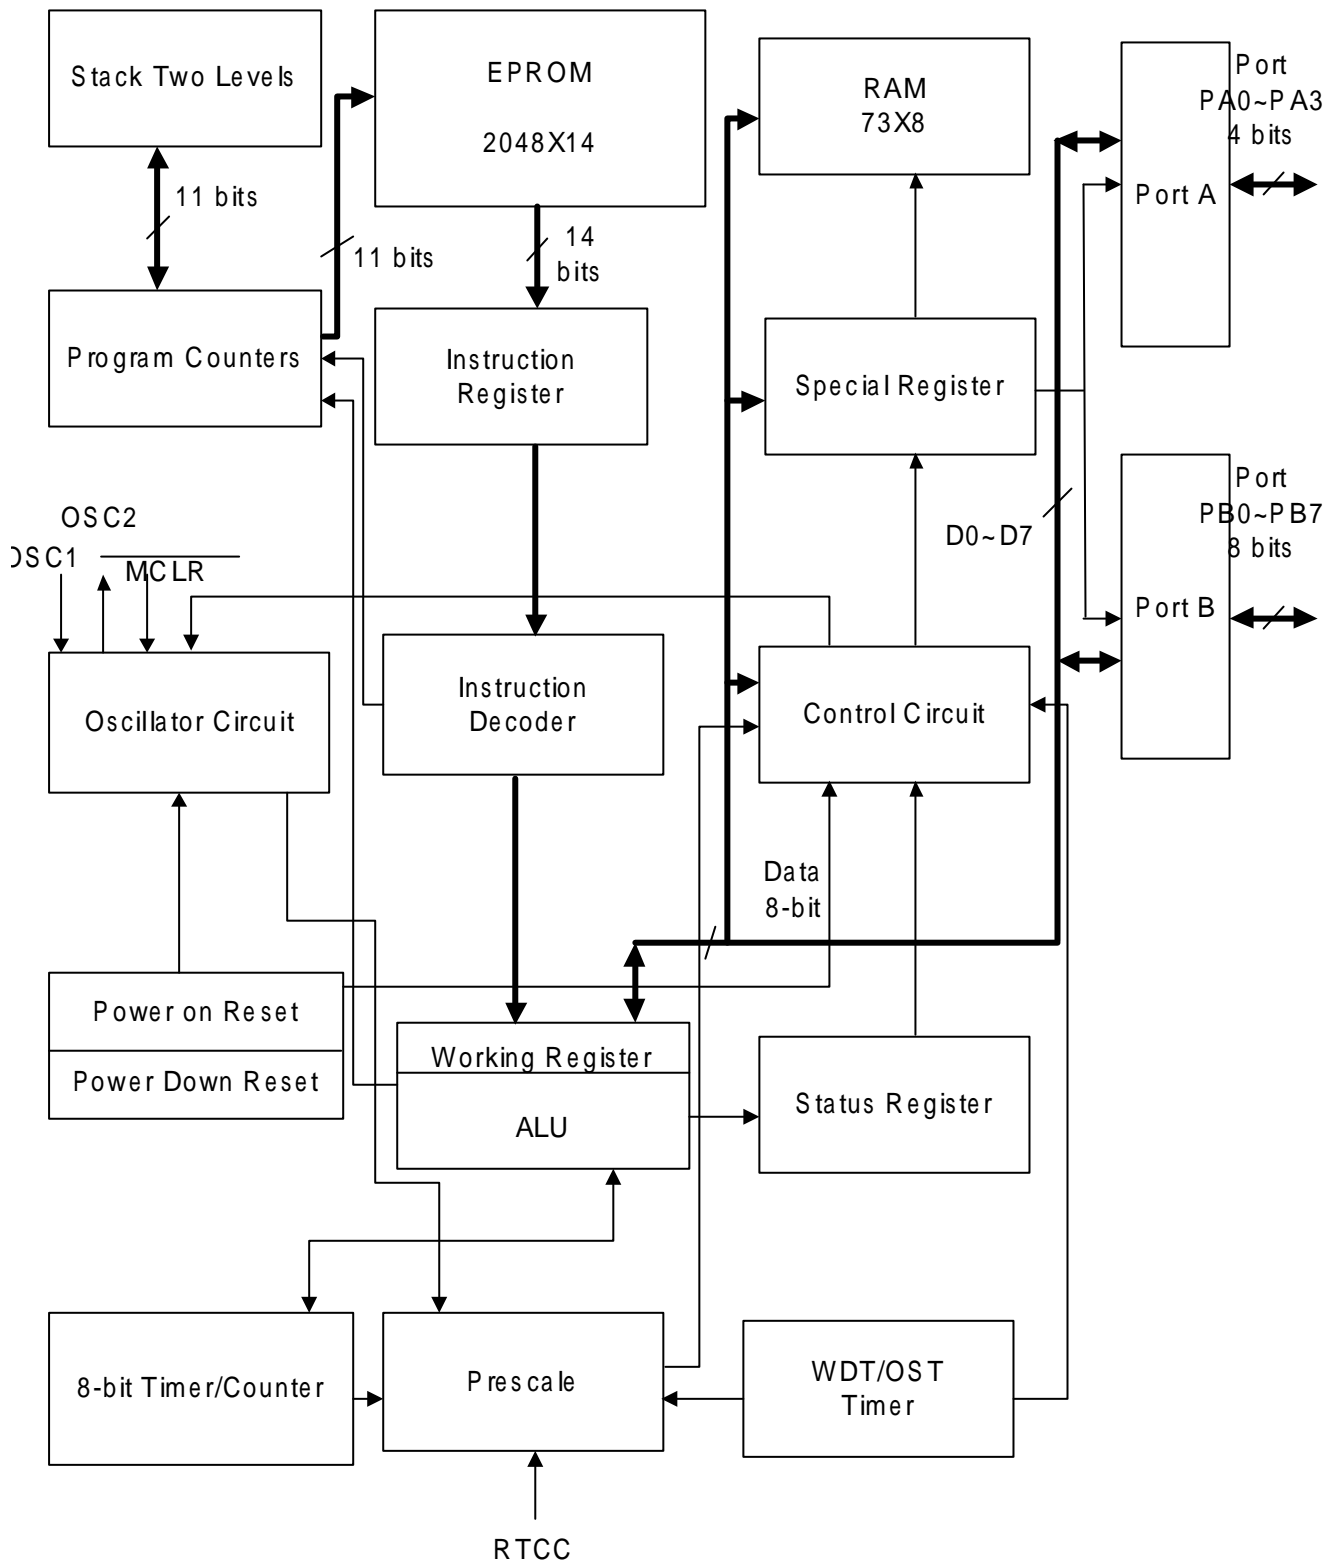 Stack Two Levels
EPROM
2048X14
RAM
73X8
Port
PA0~PA3
4 bits
Port A
11 bits
11 bits
14
bits
Program Counters
Instruction
Register
Special Register
Port
PB0~PB7
8 bits
Port B
D0~D7
OSC2
OSC1
MCLR
Oscillator Circuit
Instruction
Decoder
Control Circuit
Data
8-bit
Power on Reset
Power Down Reset
Working Register
ALU
Status Register
8-bit Timer/Counter
Prescale
WDT/OST
Timer
RTCC